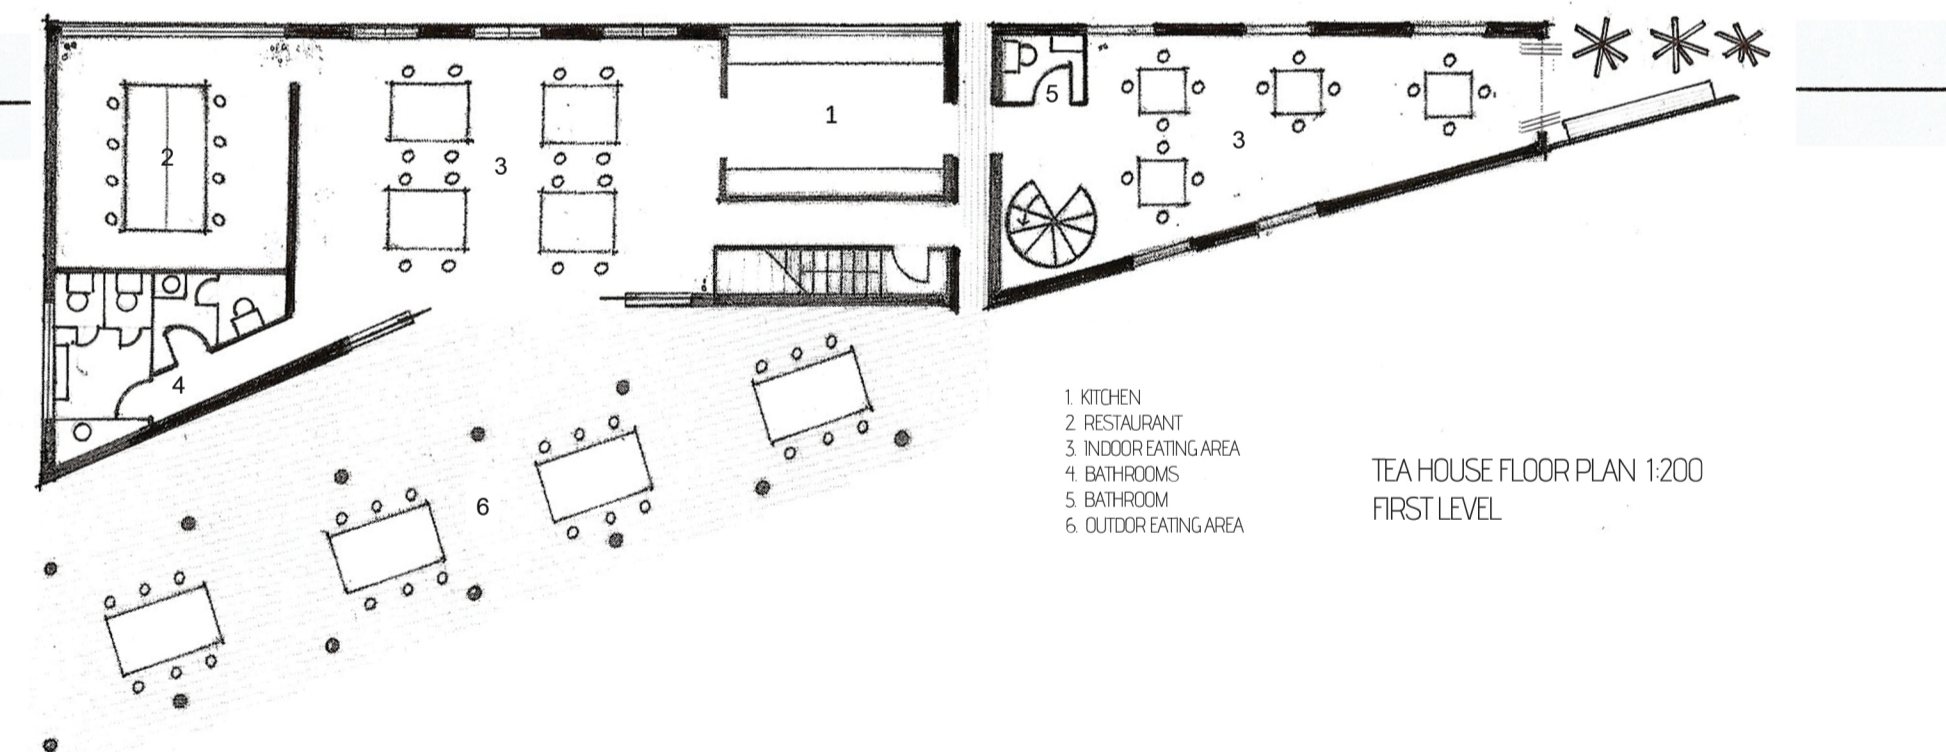 1
2
3
5
3
4
6
1. KITCHEN
2. RESTAURANT
3. INDOOR EATING AREA
4. BATHROOMS
5. BATHROOM
6. OUTDOR EATING AREA
TEA HOUSE FLOOR PLAN 1:200
FIRST LEVEL